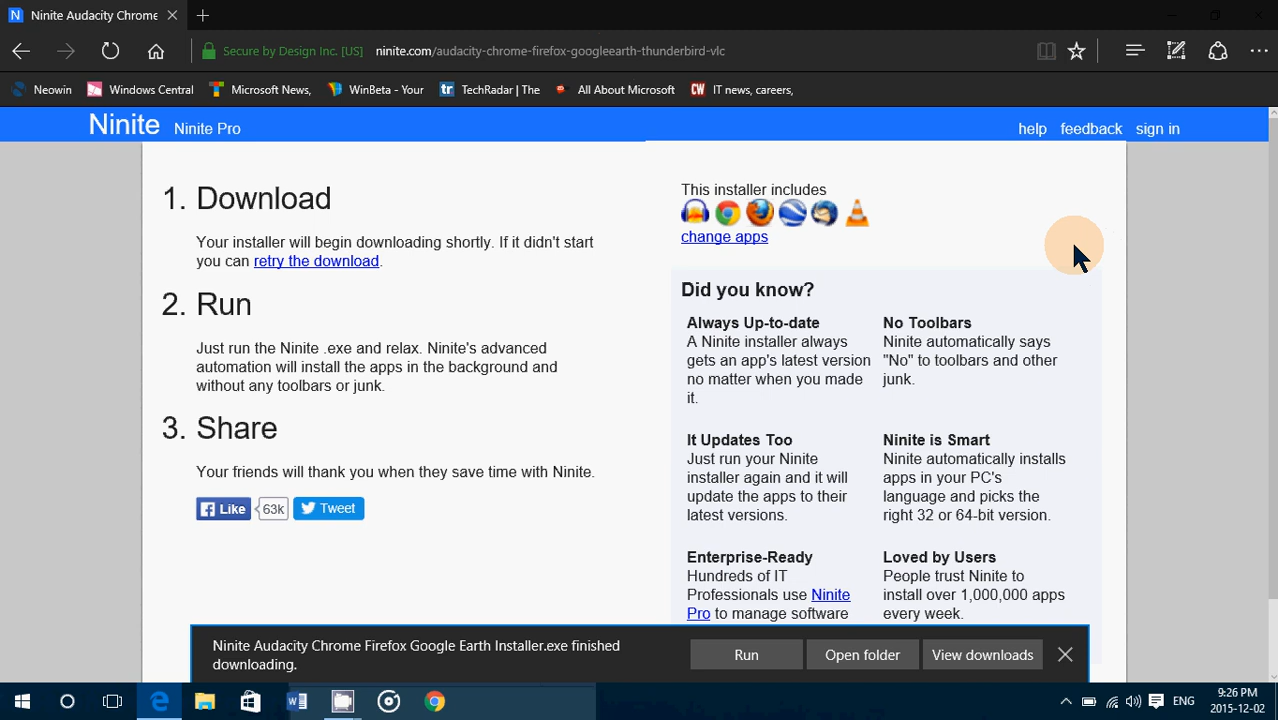 Ninite Audacity Chrome
Secure by Design Inc. [US] ninite.com/audacity-chrome-firefox-googleearth-thunderbird-vlc
Neowin Windows Central Microsoft News, WinBeta - Your TechRadar | The All About Microsoft CW IT news, careers,
Ninite Ninite Pro help feedback sign in
1. Download
Your installer will begin downloading shortly. If it didn't start
you can retry the download.
2. Run
Just run the Ninite .exe and relax. Ninite's advanced
automation will install the apps in the background and
without any toolbars or junk.
3. Share
Your friends will thank you when they save time with Ninite.
Like 63k Tweet
This installer includes
change apps
Did you know?
Always Up-to-date
A Ninite installer always
gets an app's latest version
no matter when you made
it.
No Toolbars
Ninite automatically says
"No" to toolbars and other
junk.
It Updates Too
Just run your Ninite
installer again and it will
update the apps to their
latest versions.
Ninite is Smart
Ninite automatically installs
apps in your PC's
language and picks the
right 32 or 64-bit version.
Enterprise-Ready
Hundreds of IT
Professionals use Ninite
Pro to manage software
Loved by Users
People trust Ninite to
install over 1,000,000 apps
every week.
Ninite Audacity Chrome Firefox Google Earth Installer.exe finished
downloading.
Run Open folder View downloads
ENG
9:26 PM
2015-12-02